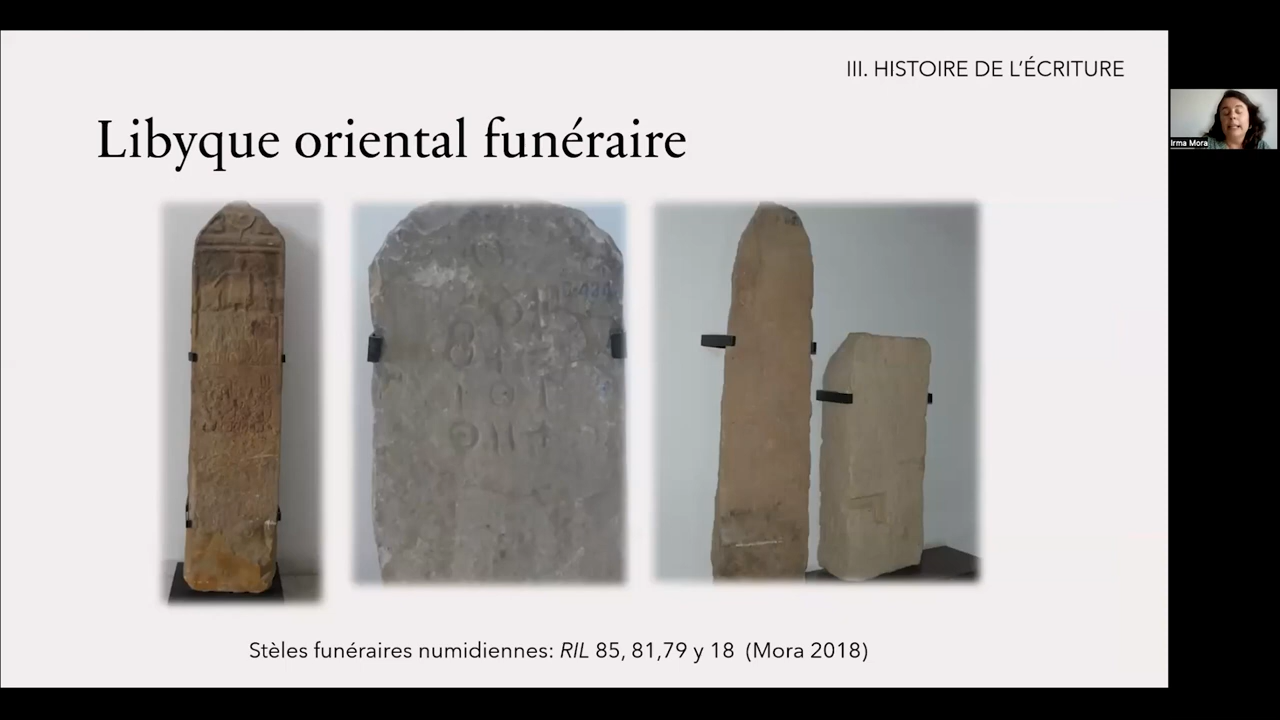 III. HISTOIRE DE L’ÉCRITURE
Libyque oriental funéraire
Irma Mora
Stèles funéraires numidiennes: RIL 85, 81,79 y 18 (Mora 2018)